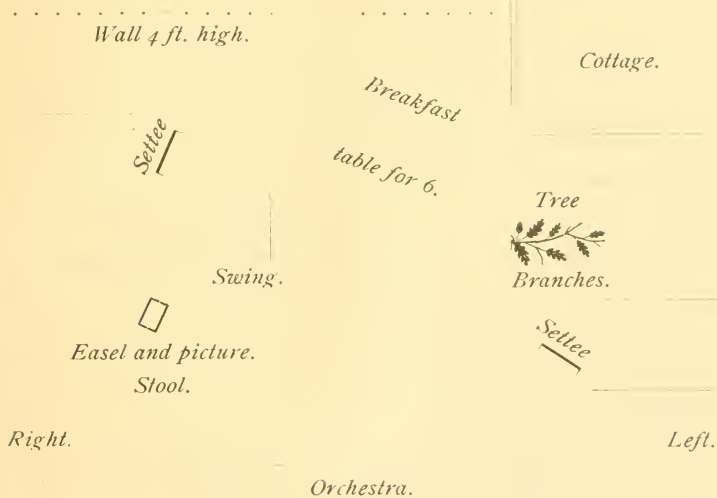 Wall 4 ft. high.
Cottage.
Breakfast
table for 6.
Settee
Tree
Branches.
Swing.
Settee
Easel and picture.
Stool.
Right.
Left.
Orchestra.